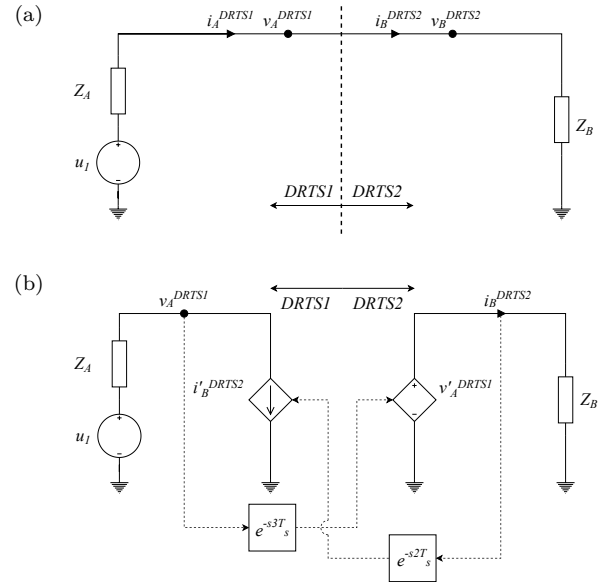 (a)
i_A^DRTS1 v_A^DRTS1 i_B^DRTS2 v_B^DRTS2
Z_A
Z_B
+
u_1
-
DRTS1 DRTS2
(b)
v_A^DRTS1 DRTS1 DRTS2 i_B^DRTS2
Z_A
i'_B^DRTS2 v'_A^DRTS1
Z_B
+ +
u_1
- -
e^-s3T_s
e^-s2T_s